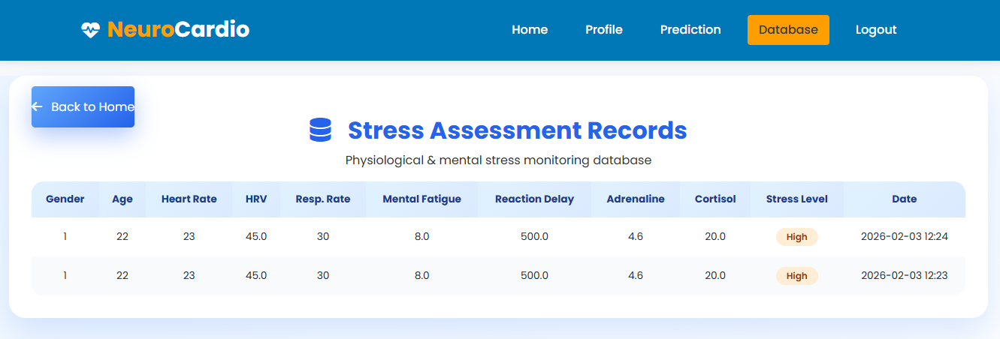 NeuroCardio Home Profile Prediction Database Logout
Back to Home
Stress Assessment Records
Physiological & mental stress monitoring database
Gender Age Heart Rate HRV Resp. Rate Mental Fatigue Reaction Delay Adrenaline Cortisol Stress Level Date
1 22 23 45.0 30 8.0 500.0 4.6 20.0 High 2026-02-03 12:24
1 22 23 45.0 30 8.0 500.0 4.6 20.0 High 2026-02-03 12:23